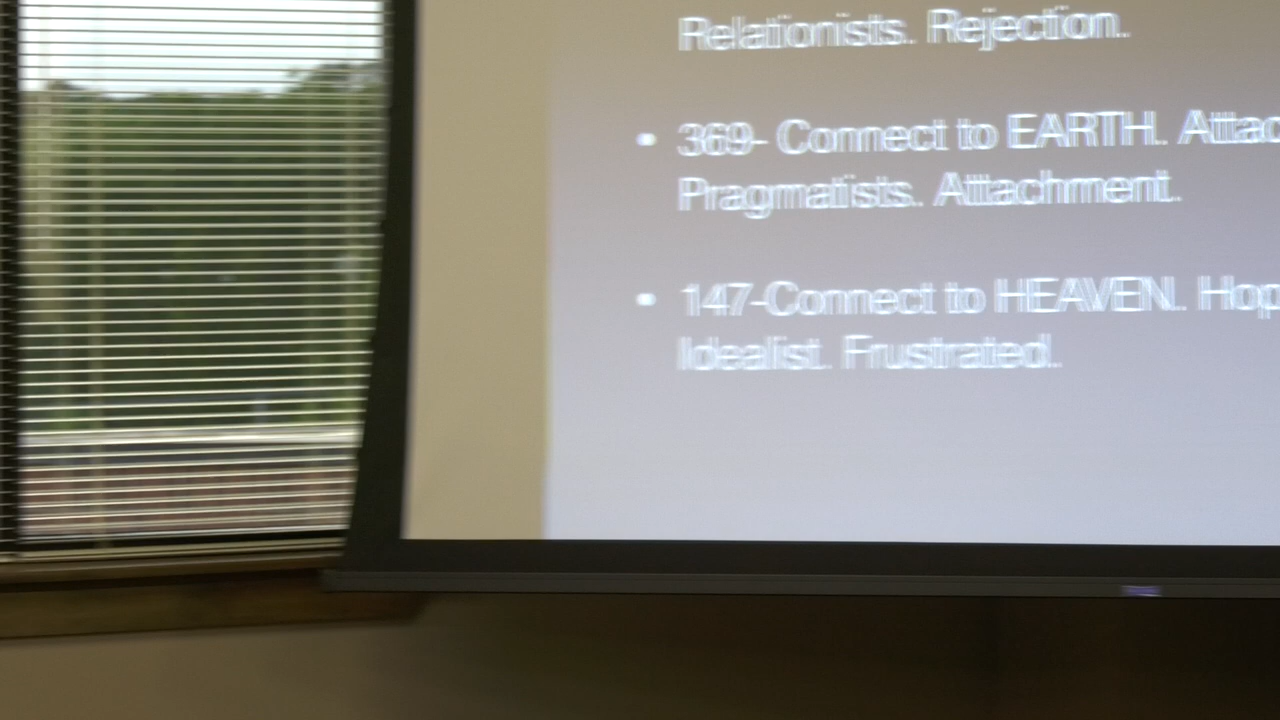 Relationists. Rejection.
• 369- Connect to EARTH.
Pragmatists. Attachment.
• 147-Connect to HEAVEN.
Idealist. Frustrated.